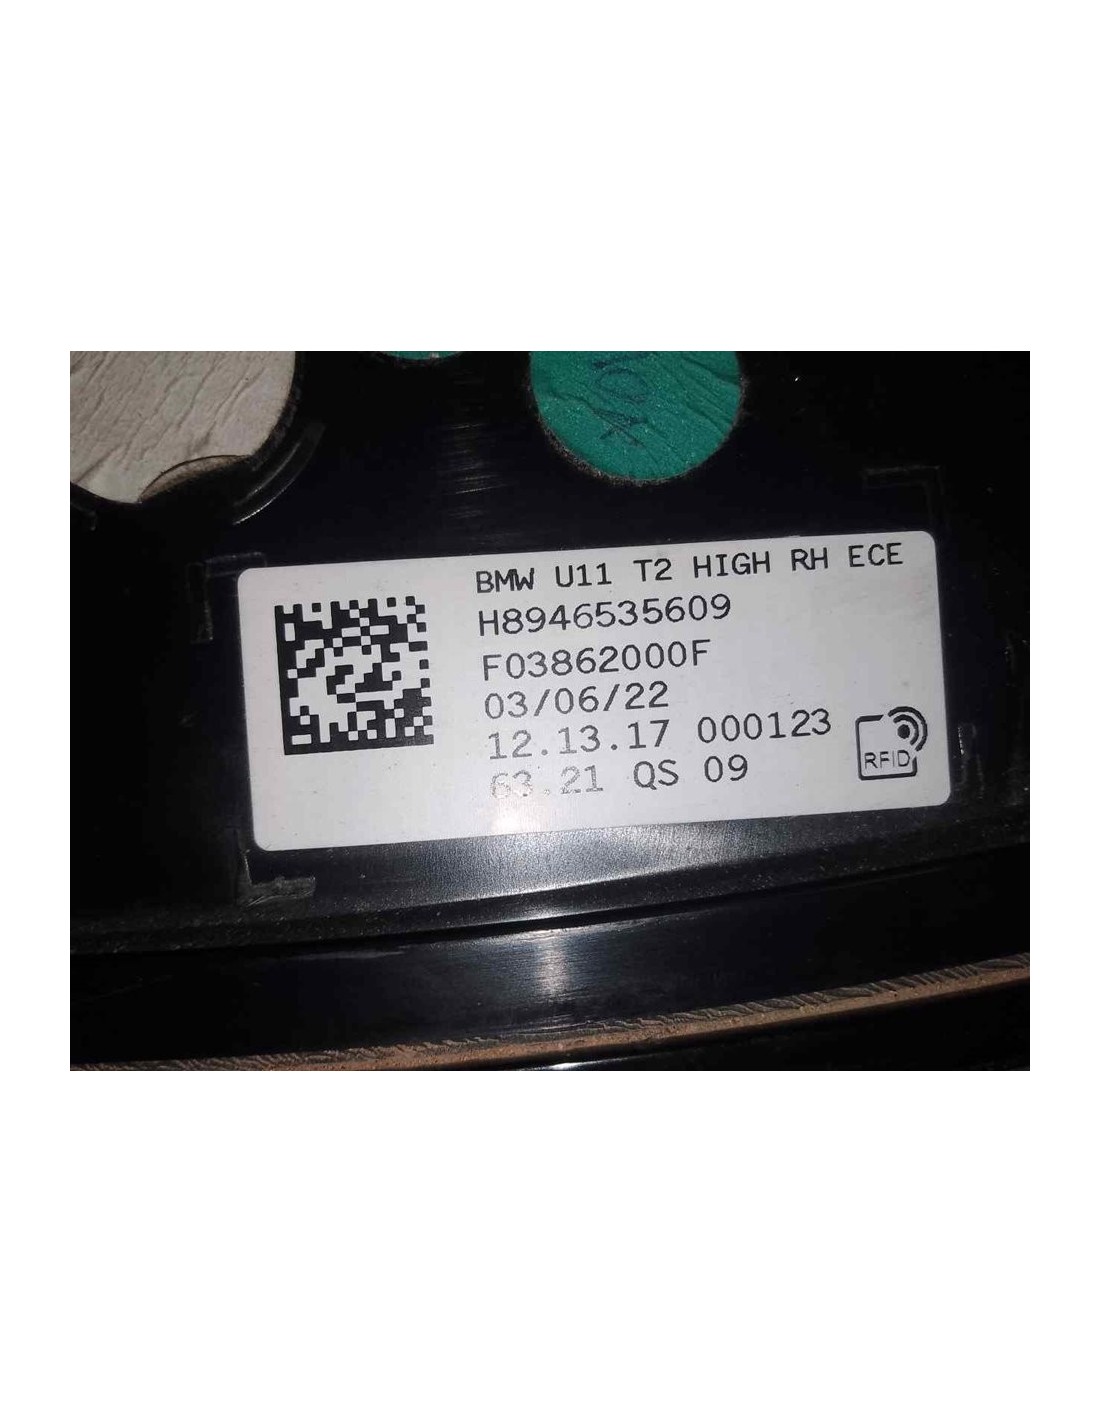 BMW U11 T2 HIGH RH ECE
H8946535609
F03862000F
03/06/22
12.13.17 000123
63.21 QS 09
RFID